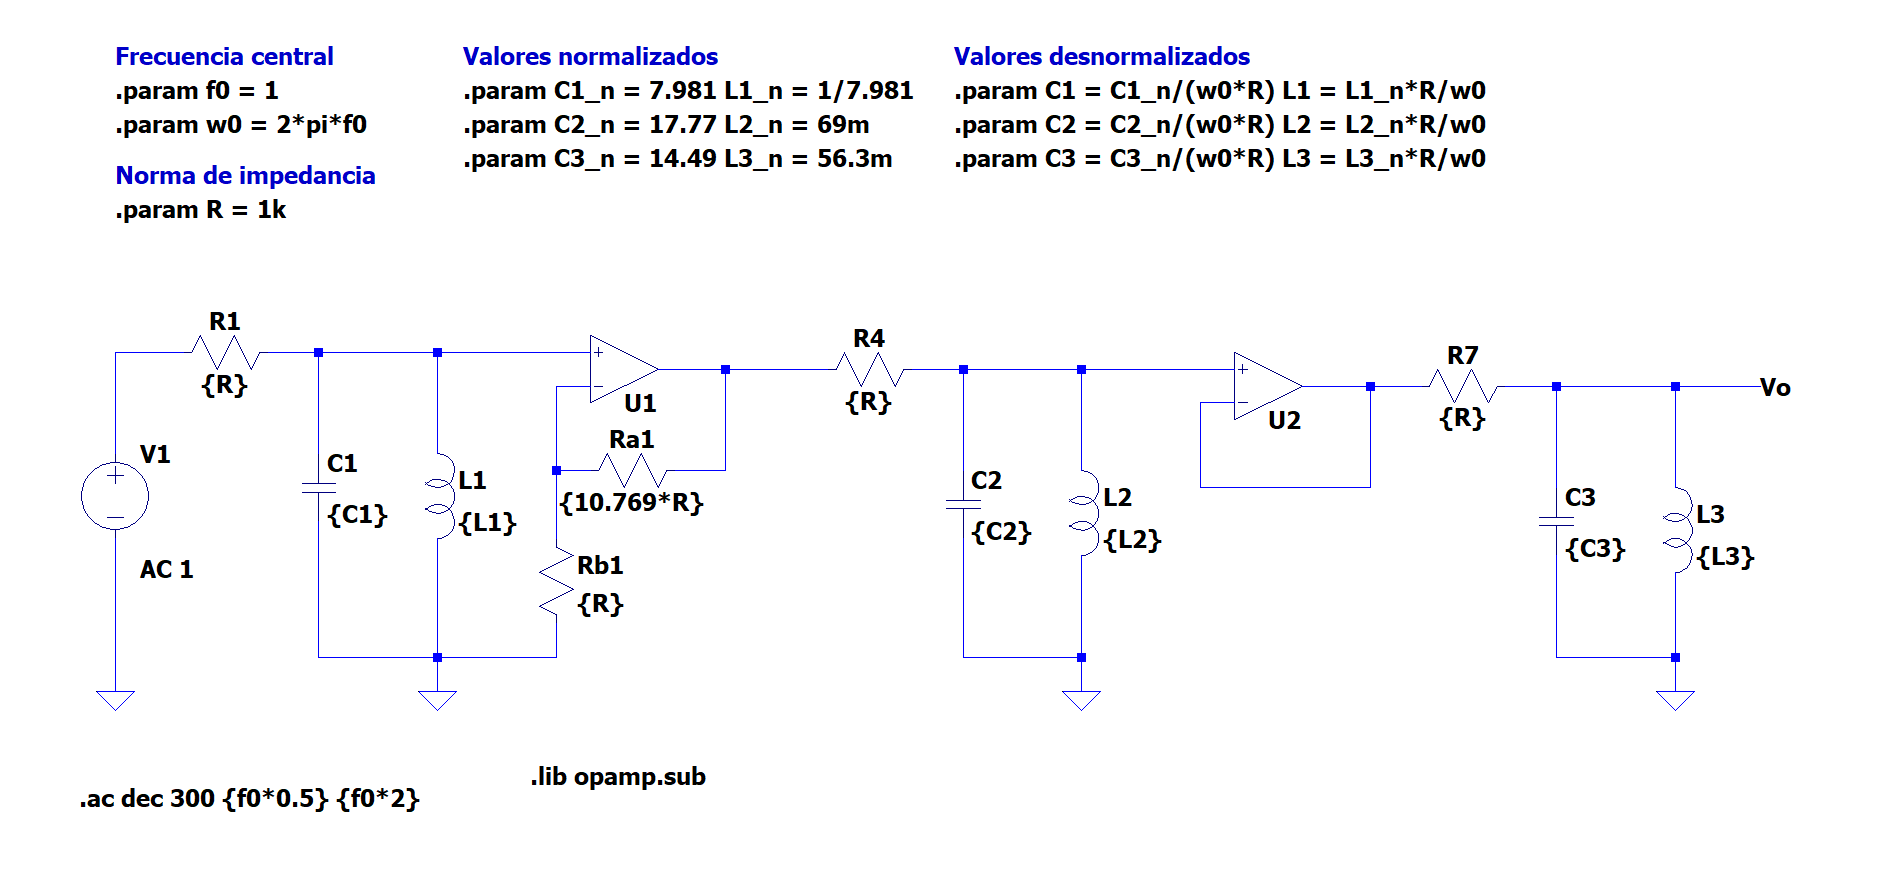 Frecuencia central
.param f0 = 1
.param w0 = 2*pi*f0
Norma de impedancia
.param R = 1k
Valores normalizados
.param C1_n = 7.981 L1_n = 1/7.981
.param C2_n = 17.77 L2_n = 69m
.param C3_n = 14.49 L3_n = 56.3m
Valores desnormalizados
.param C1 = C1_n/(w0*R) L1 = L1_n*R/w0
.param C2 = C2_n/(w0*R) L2 = L2_n*R/w0
.param C3 = C3_n/(w0*R) L3 = L3_n*R/w0
R1
{R}
V1
AC 1
C1
{C1}
L1
{L1}
U1
Ra1
{10.769*R}
Rb1
{R}
R4
{R}
C2
{C2}
L2
{L2}
U2
R7
{R}
C3
{C3}
L3
{L3}
Vo
.ac dec 300 {f0*0.5} {f0*2}
.lib opamp.sub